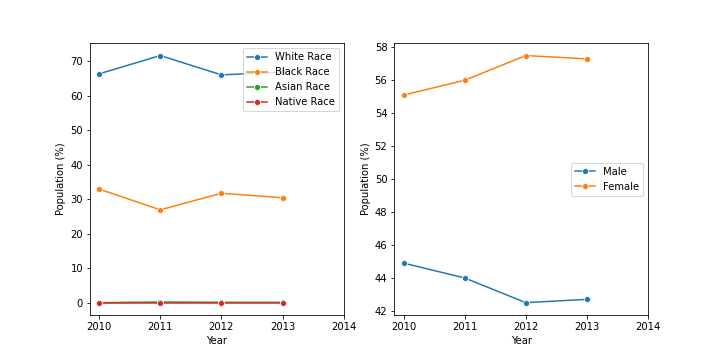 70
60
50
40
30
20
10
0
Population (%)
2010 2011 2012 2013 2014
Year
White Race
Black Race
Asian Race
Native Race
58
56
54
52
50
48
46
44
42
Population (%)
2010 2011 2012 2013 2014
Year
Male
Female